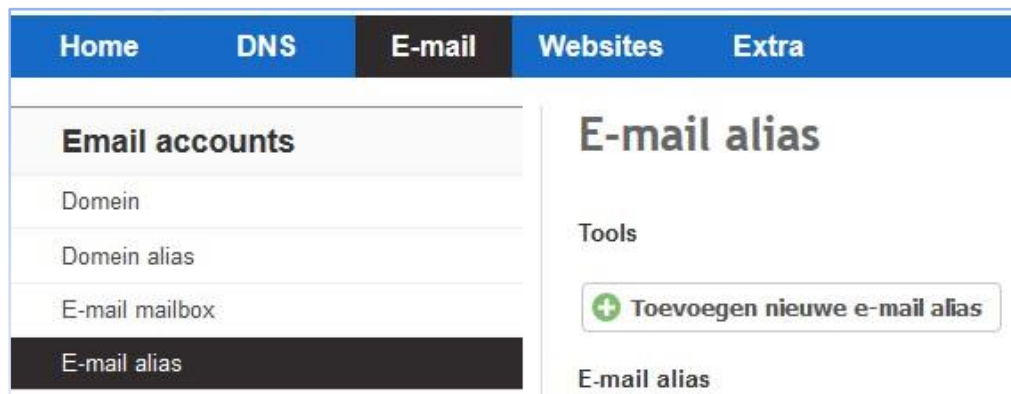 Home DNS E-mail Websites Extra
Email accounts
Domein
Domein alias
E-mail mailbox
E-mail alias
E-mail alias
Tools
Toevoegen nieuwe e-mail alias
E-mail alias